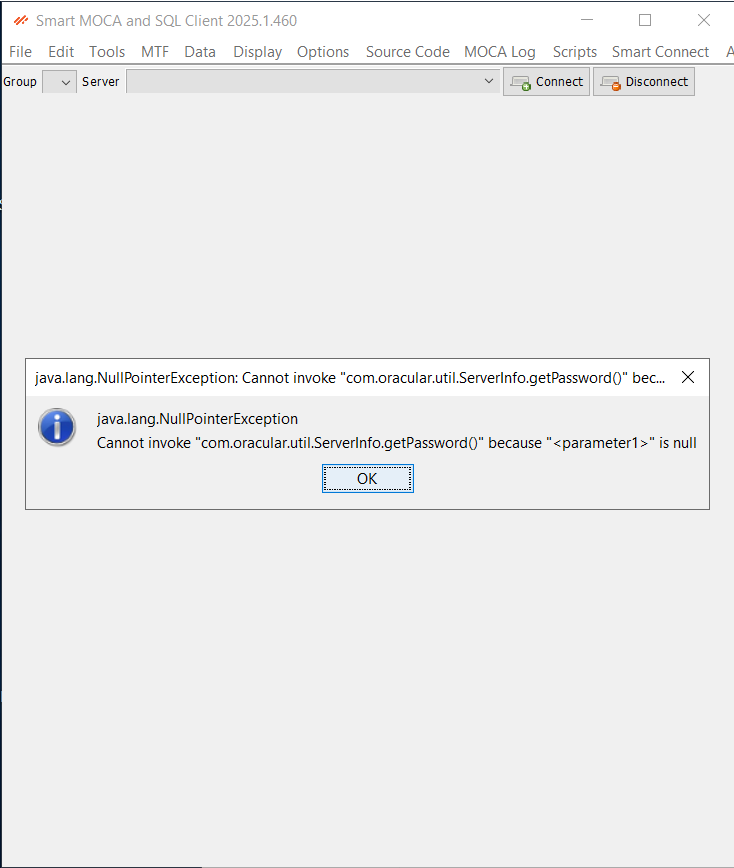 Smart MOCA and SQL Client 2025.1.460
File Edit Tools MTF Data Display Options Source Code MOCA Log Scripts Smart Connect A
Group Server Connect Disconnect
java.lang.NullPointerException: Cannot invoke "com.oracular.util.ServerInfo.getPassword()" bec...
java.lang.NullPointerException
Cannot invoke "com.oracular.util.ServerInfo.getPassword()" because "<parameter1>" is null
OK